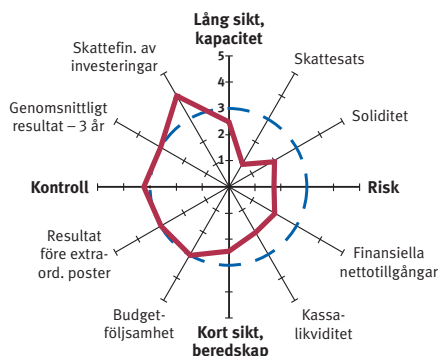 Lång sikt,
kapacitet
Skattefin. av
investeringar
Skattesats
Genomsnittligt
resultat – 3 år
Soliditet
5
4
3
2
1
Kontroll
Risk
Resultat
före extra-
ord. poster
Finansiella
nettotillgångar
Budget-
följsamhet
Kassa-
likviditet
Kort sikt,
beredskap